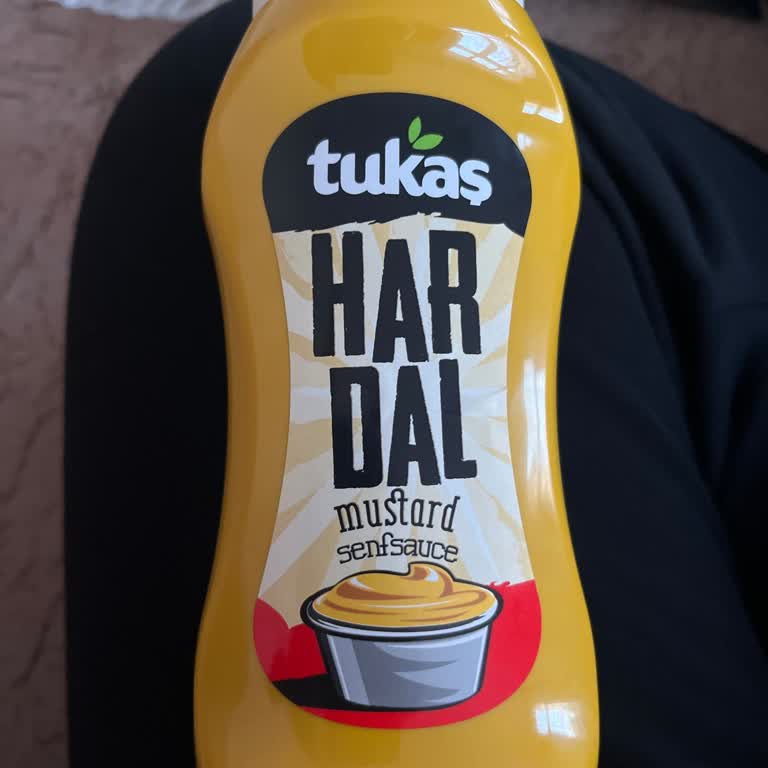 tukaş
HAR
DAL
mustard
senfsauce